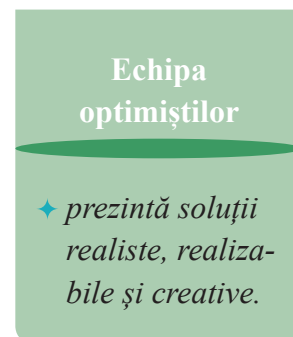 Echipa
optimiștilor
✦ prezintă soluții
realiste, realiza-
bile și creative.